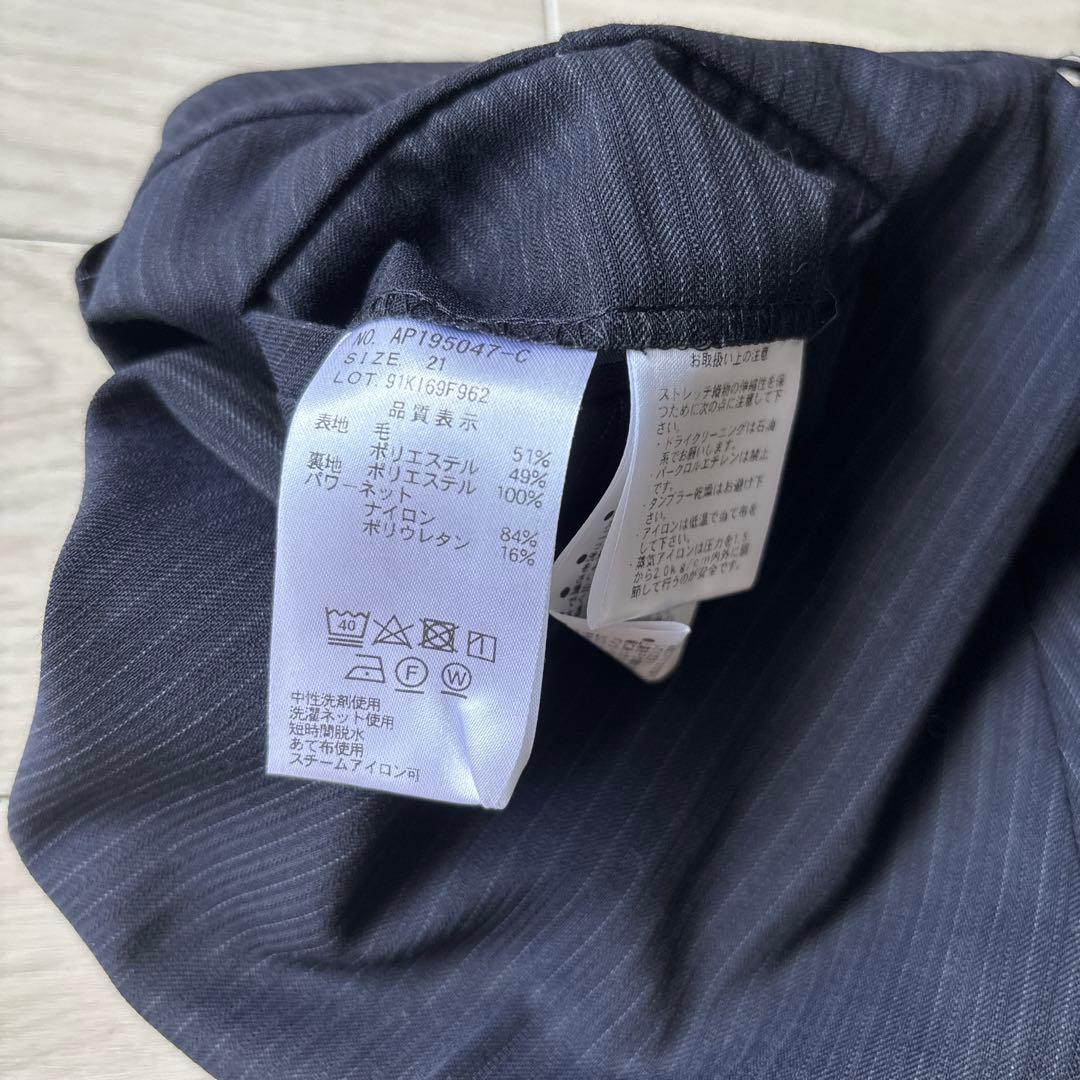 NO. AP195047-C
SIZE 21
LOT.91KI69F962
品質表示
表地 毛 51%
ポリエステル 49%
裏地 ポリエステル 100%
パワーネット
ナイロン 84%
ポリウレタン 16%
40
F W
中性洗剤使用
洗濯ネット使用
短時間脱水
あて布使用
スチームアイロン可
お取扱い上の注意
ストレッチ織物の伸縮性を保
つために次の点に注意して下
さい。
・ドライクリーニングは石油
系でお願いします。
・パークロルエチレンは禁止
です。
・タンブラー乾燥はお避け下
さい。
・アイロンは低温で当て布を
して下さい。
・蒸気アイロンは圧力を1.5
から2.0kg/cm内外に調
節して行うのが安全です。